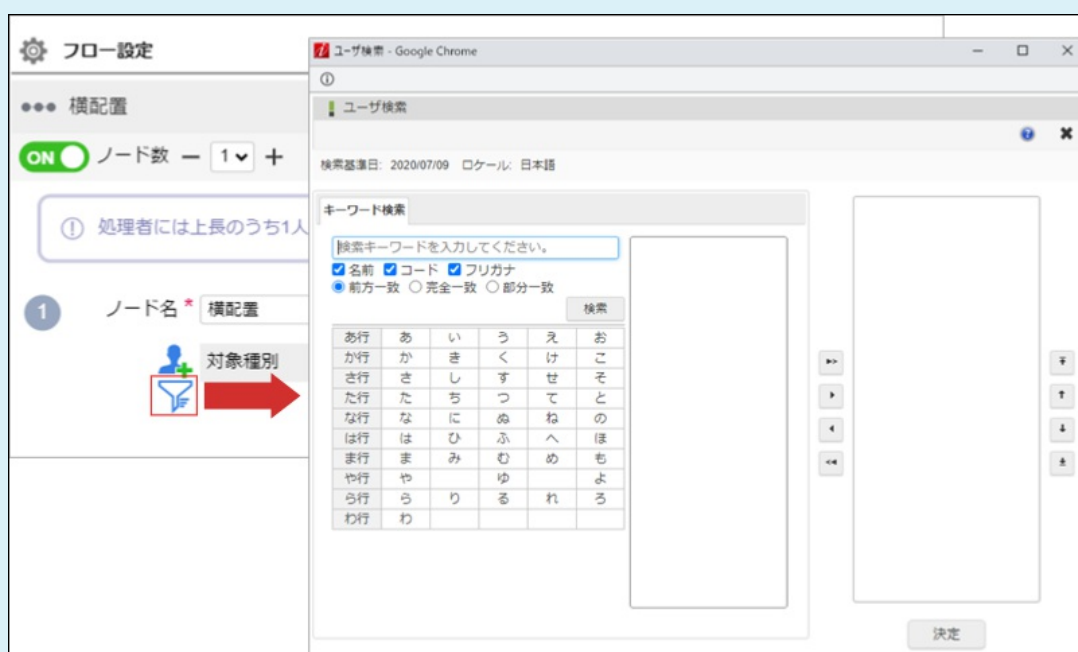 フロー設定
横配置
ON ノード数 1
処理者には上長のうち1人
1 ノード名* 横配置
対象種別
ユーザ検索 - Google Chrome
ユーザ検索
検索基準日: 2020/07/09 ロケール: 日本語
キーワード検索
検索キーワードを入力してください。
名前 コード フリガナ
前方一致 完全一致 部分一致
検索
あ行 あ い う え お
か行 か き く け こ
さ行 さ し す せ そ
た行 た ち つ て と
な行 な に ぬ ね の
は行 は ひ ふ へ ほ
ま行 ま み む め も
や行 や ゆ よ
ら行 ら り る れ ろ
わ行 わ
決定